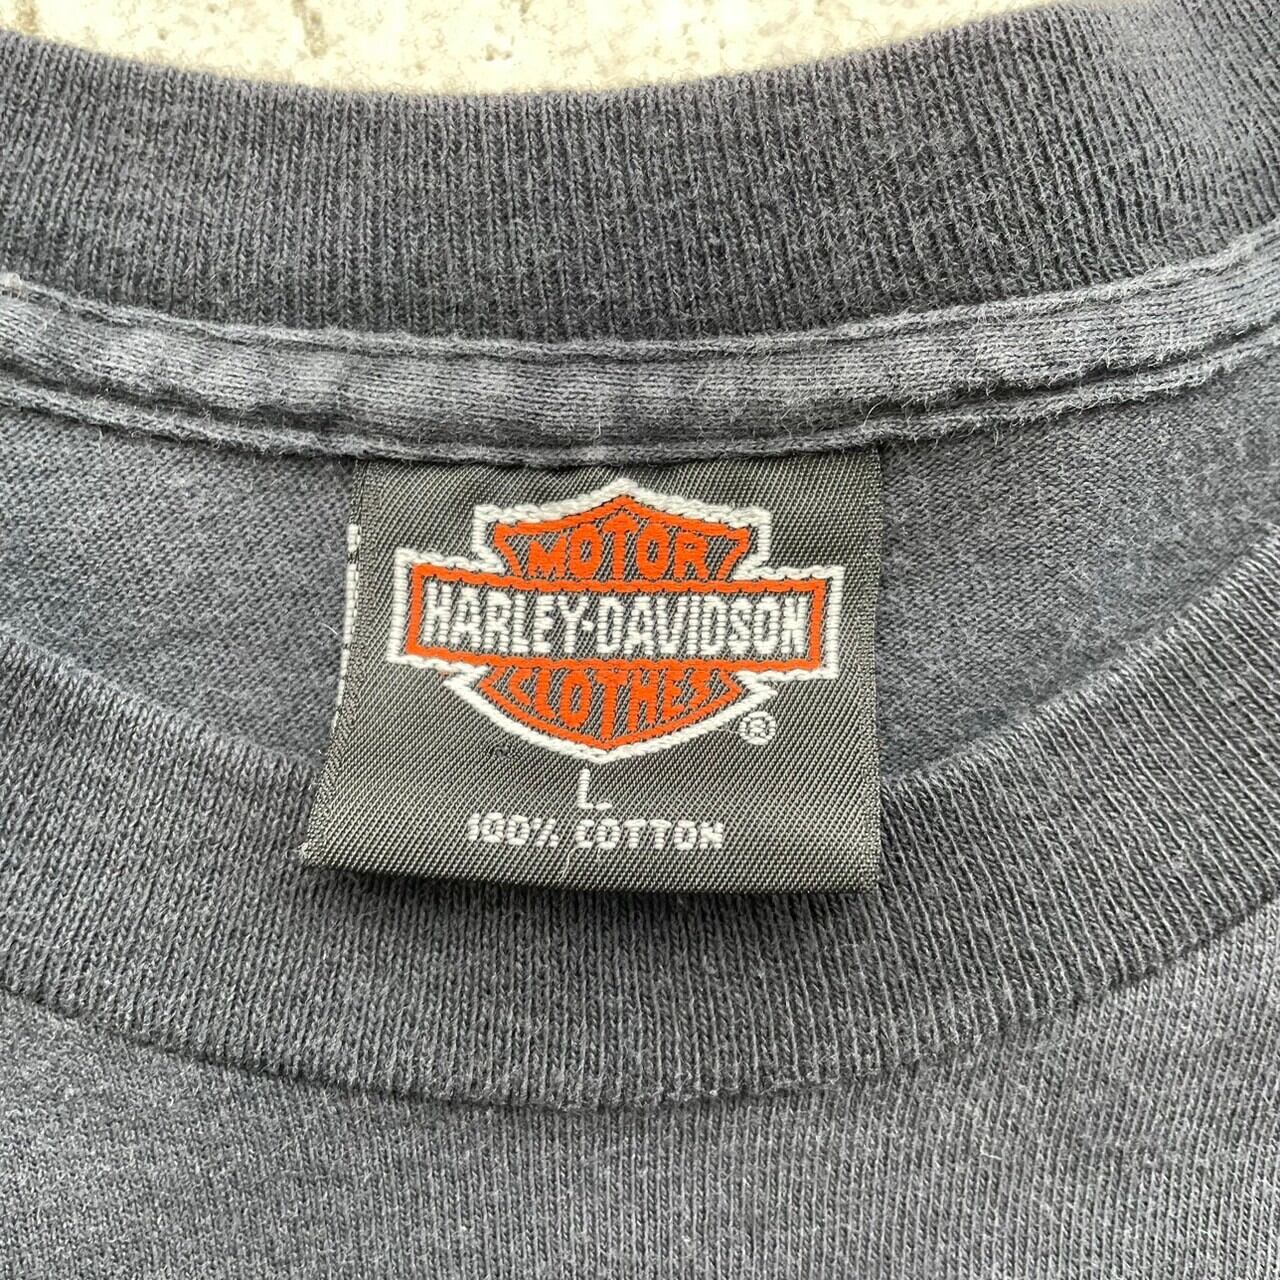 MOTOR
HARLEY-DAVIDSON
CLOTHES
®
L
100% COTTON